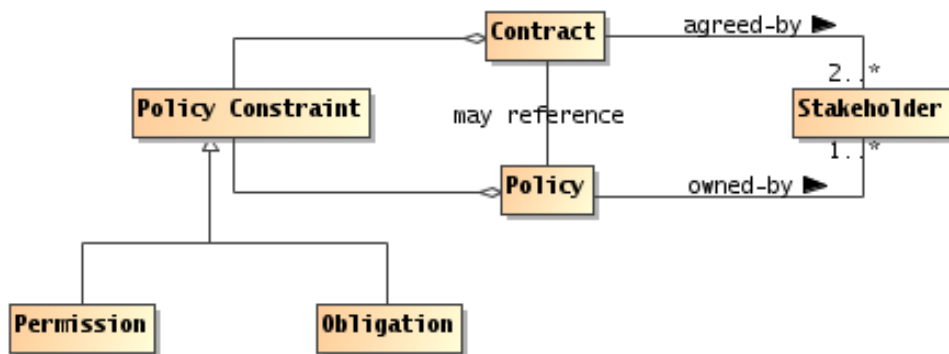 Contract
agreed-by ▶
2..*
Policy Constraint
may reference
Stakeholder
1..*
Policy
owned-by ▶
Permission
Obligation